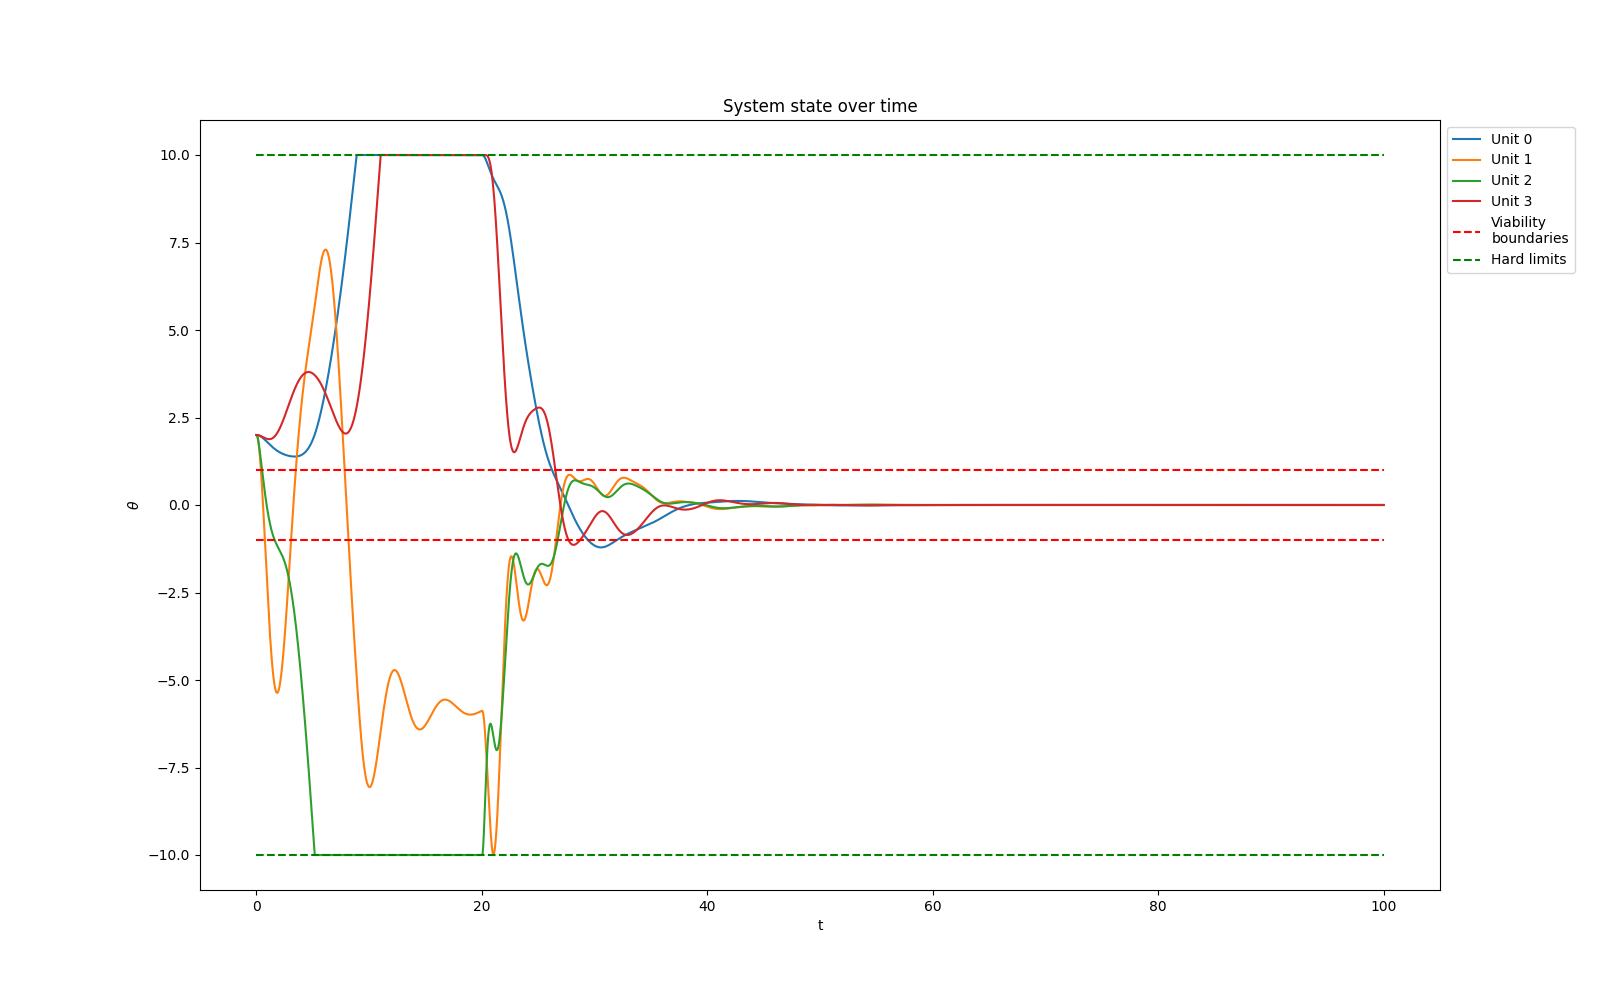 System state over time
10.0
7.5
5.0
2.5
0.0
−2.5
−5.0
−7.5
−10.0
θ
0
20
40
60
80
100
t
Unit 0
Unit 1
Unit 2
Unit 3
Viability
boundaries
Hard limits